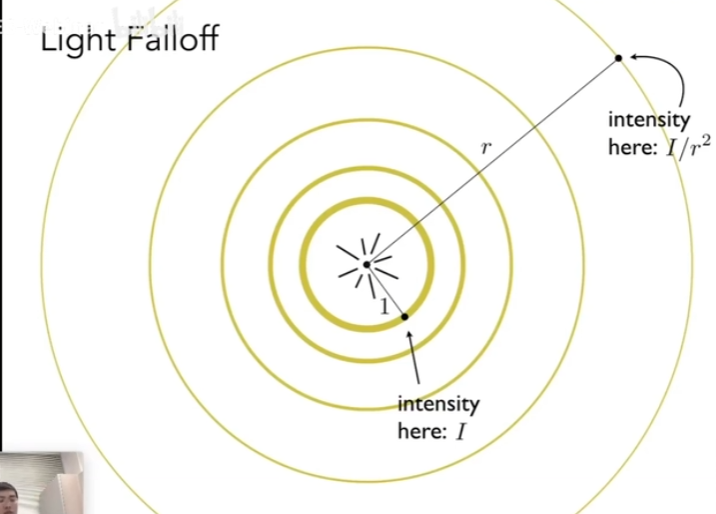 Light Falloff
r
intensity
here: I/r²
1
intensity
here: I